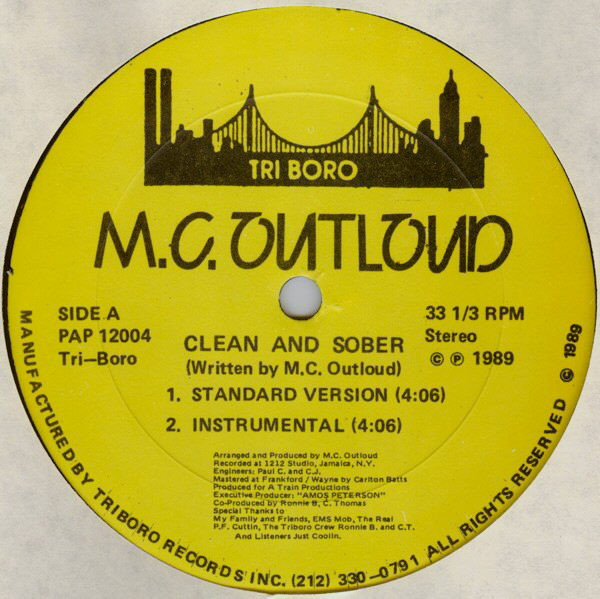 TRI BORO
M.C. OUTLOUD
SIDE A
PAP 12004
Tri-Boro
33 1/3 RPM
Stereo
© ℗ 1989
CLEAN AND SOBER
(Written by M.C. Outloud)
1. STANDARD VERSION (4:06)
2. INSTRUMENTAL (4:06)
Arranged and Produced by M.C. Outloud
Recorded at 1212 Studio, Jamaica, N.Y.
Engineers: Paul C. and C.J.
Mastered at Frankford / Wayne by Carlton Batts
Produced for A Train Productions
Executive Producer: "AMOS PETERSON"
Co-Produced by Ronnie B, C. Thomas
Special Thanks to
My Family and Friends, EMS Mob, The Real
P.F. Cuttin, The Triboro Crew Ronnie B. and C.T.
And Listeners Just Coolin.
MANUFACTURED BY TRIBORO RECORDS INC. (212) 330-0791 ALL RIGHTS RESERVED © 1989